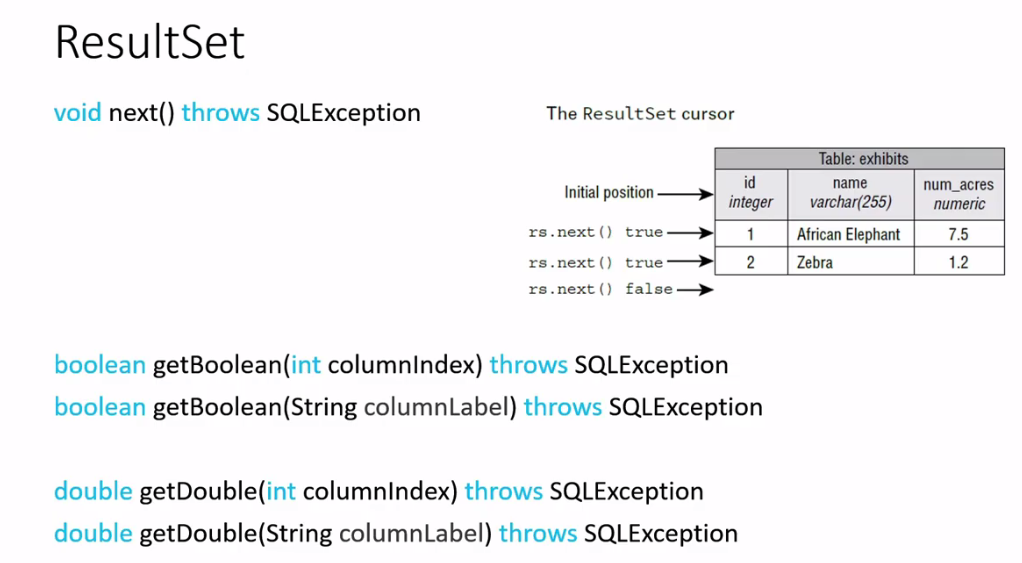 ResultSet
void next() throws SQLException
The ResultSet cursor
Table: exhibits
id name num_acres
integer varchar(255) numeric
Initial position
rs.next() true 1 African Elephant 7.5
rs.next() true 2 Zebra 1.2
rs.next() false
boolean getBoolean(int columnIndex) throws SQLException
boolean getBoolean(String columnLabel) throws SQLException
double getDouble(int columnIndex) throws SQLException
double getDouble(String columnLabel) throws SQLException